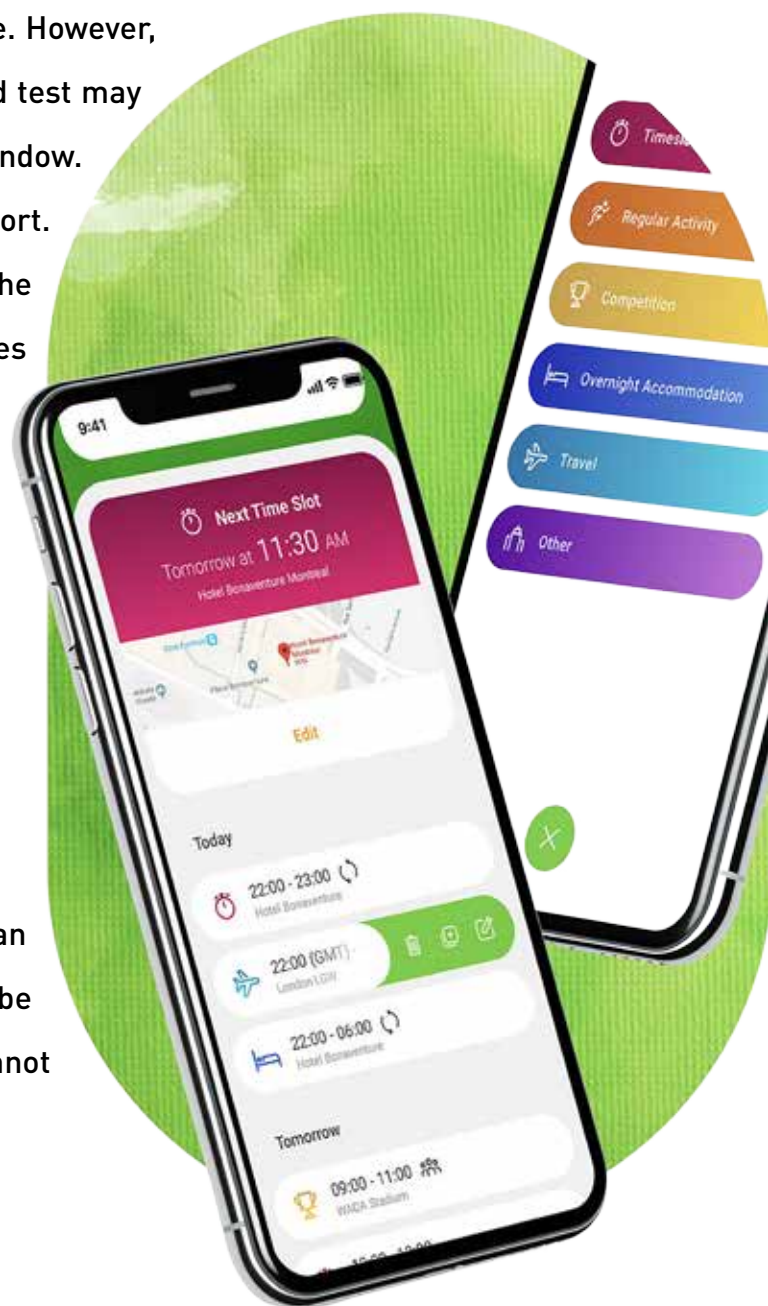 e. However,
d test may
ndow.
ort.
he
es
an
be
nnot
9:41
Next Time Slot
Tomorrow at 11:30 AM
Hotel Bonaventure Montreal
Place Bonaventure
Edit
Today
22:00 - 23:00
Hotel Bonaventure
22:00 (GMT)
London LGW
22:00 - 06:00
Hotel Bonaventure
Tomorrow
09:00 - 11:00
WADA Stadium
Regular Activity
Competition
Overnight Accommodation
Travel
Other